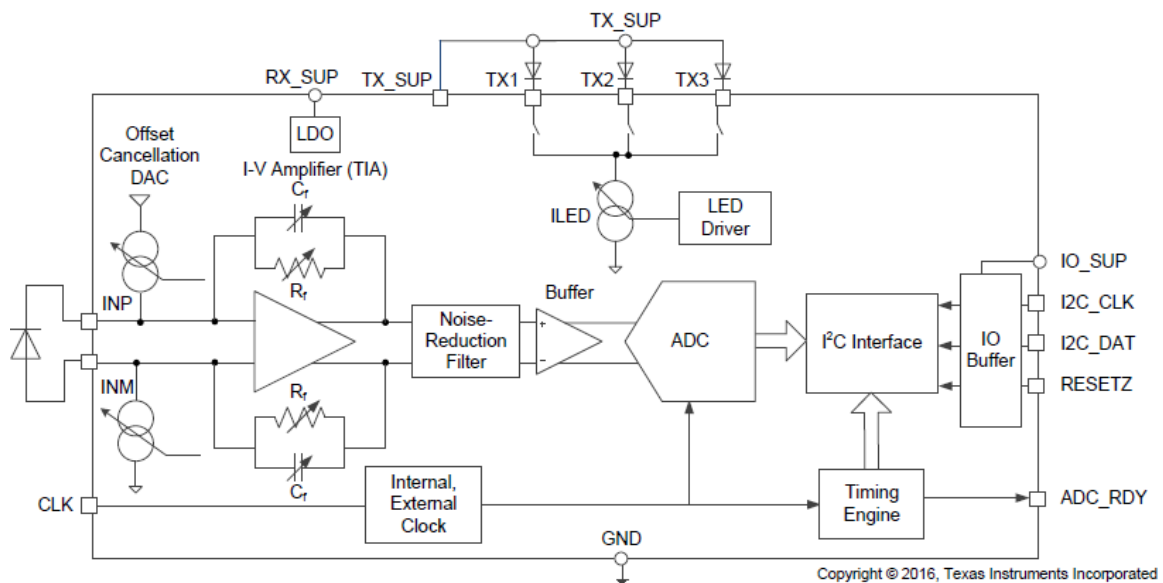 TX_SUP
RX_SUP
TX_SUP
TX1
TX2
TX3
Offset
Cancellation
DAC
LDO
I-V Amplifier (TIA)
Cf
Rf
ILED
LED
Driver
IO_SUP
I2C_CLK
I2C_DAT
RESETZ
INP
INM
Noise-
Reduction
Filter
Buffer
+
−
ADC
I²C Interface
IO
Buffer
Rf
Cf
CLK
Internal,
External
Clock
Timing
Engine
ADC_RDY
GND
Copyright © 2016, Texas Instruments Incorporated